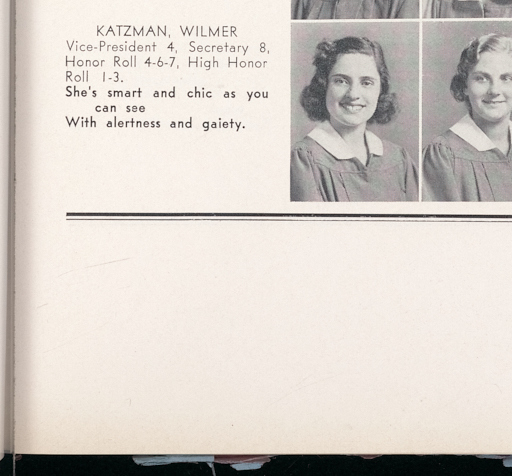 KATZMAN, WILMER
Vice-President 4, Secretary 8,
Honor Roll 4-6-7, High Honor
Roll 1-3.
She's smart and chic as you
can see
With alertness and gaiety.